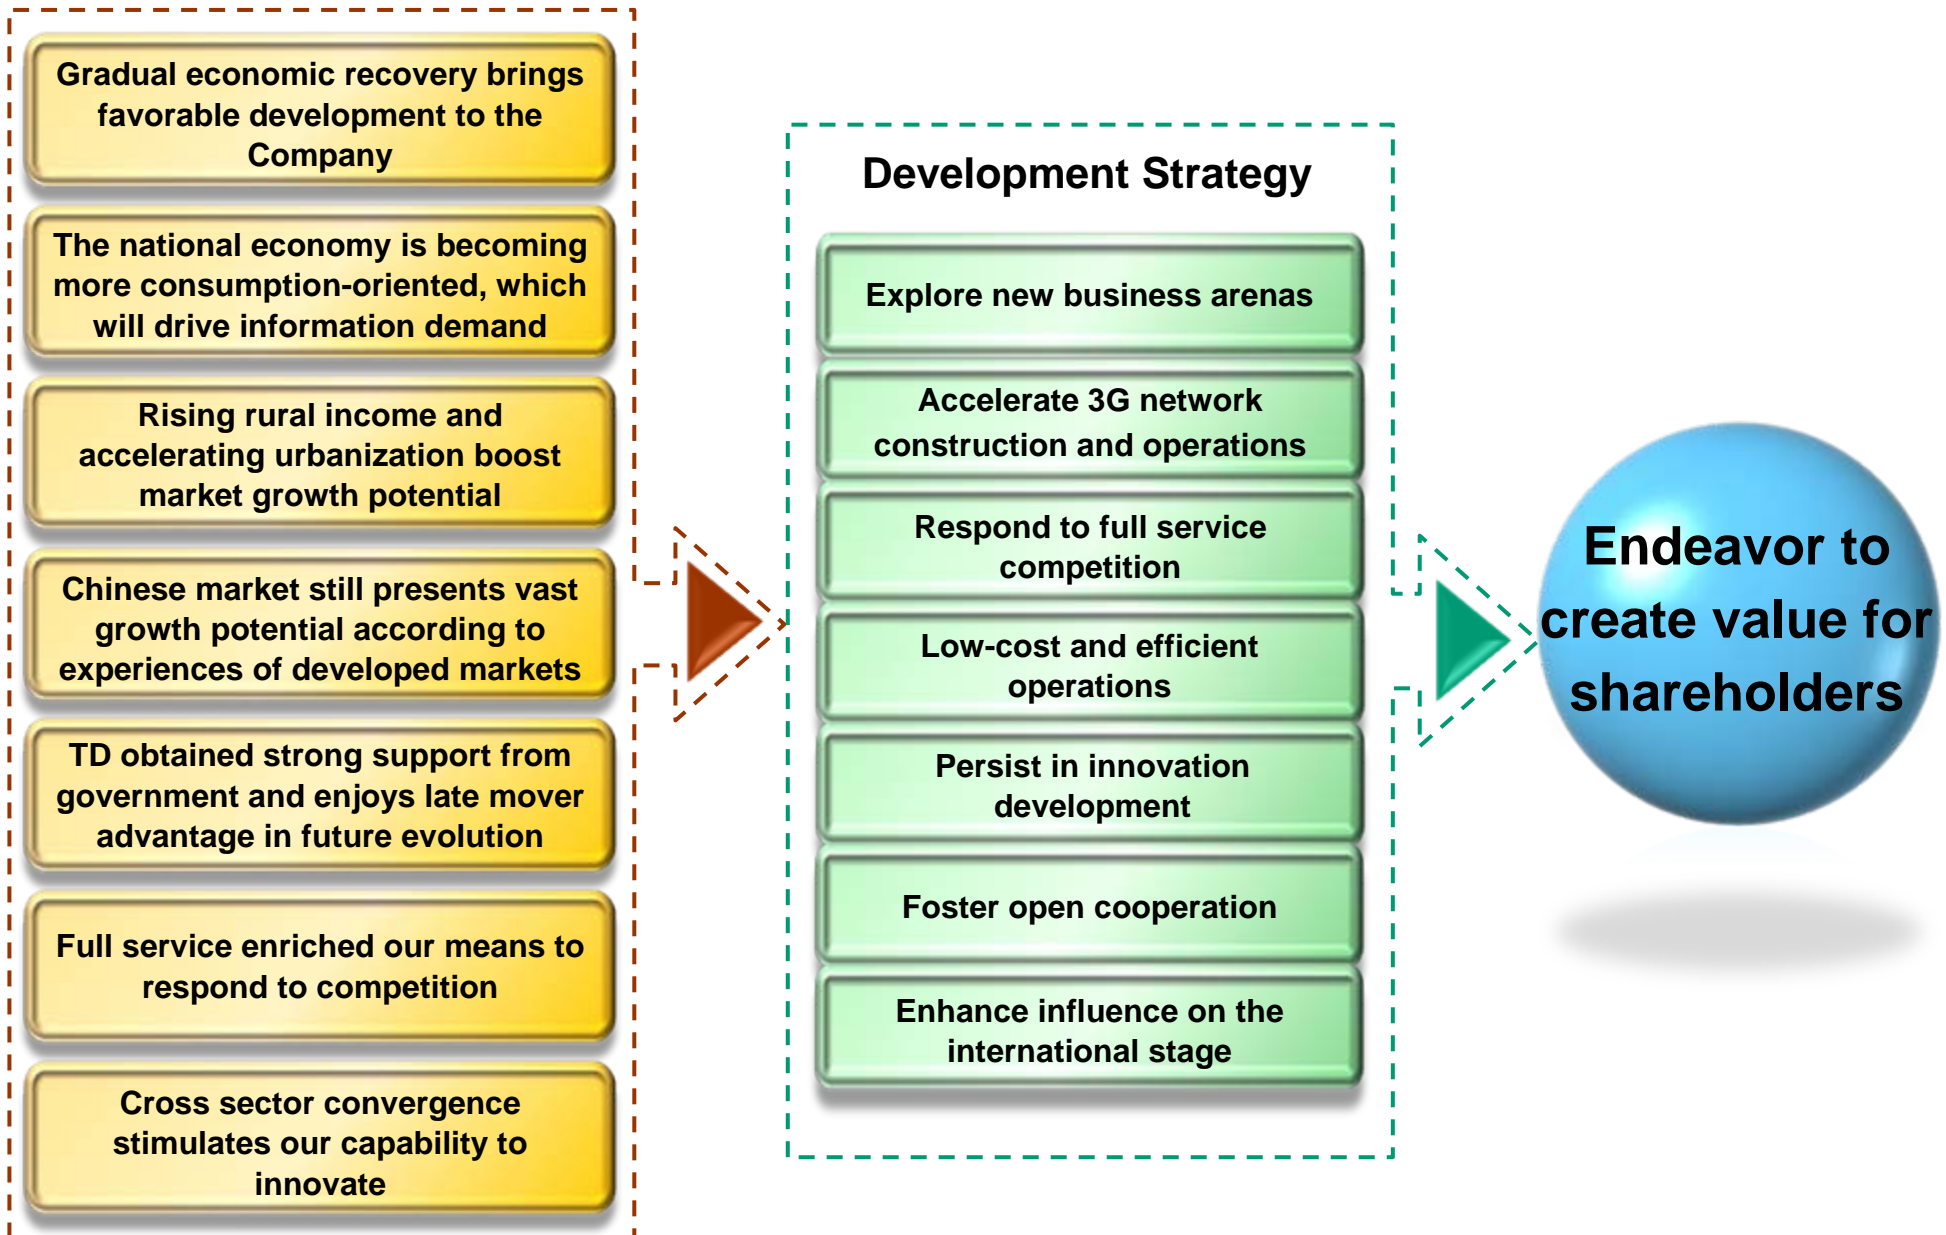 Gradual economic recovery brings
favorable development to the
Company
The national economy is becoming
more consumption-oriented, which
will drive information demand
Rising rural income and
accelerating urbanization boost
market growth potential
Chinese market still presents vast
growth potential according to
experiences of developed markets
TD obtained strong support from
government and enjoys late mover
advantage in future evolution
Full service enriched our means to
respond to competition
Cross sector convergence
stimulates our capability to
innovate
Development Strategy
Explore new business arenas
Accelerate 3G network
construction and operations
Respond to full service
competition
Low-cost and efficient
operations
Persist in innovation
development
Foster open cooperation
Enhance influence on the
international stage
Endeavor to
create value for
shareholders